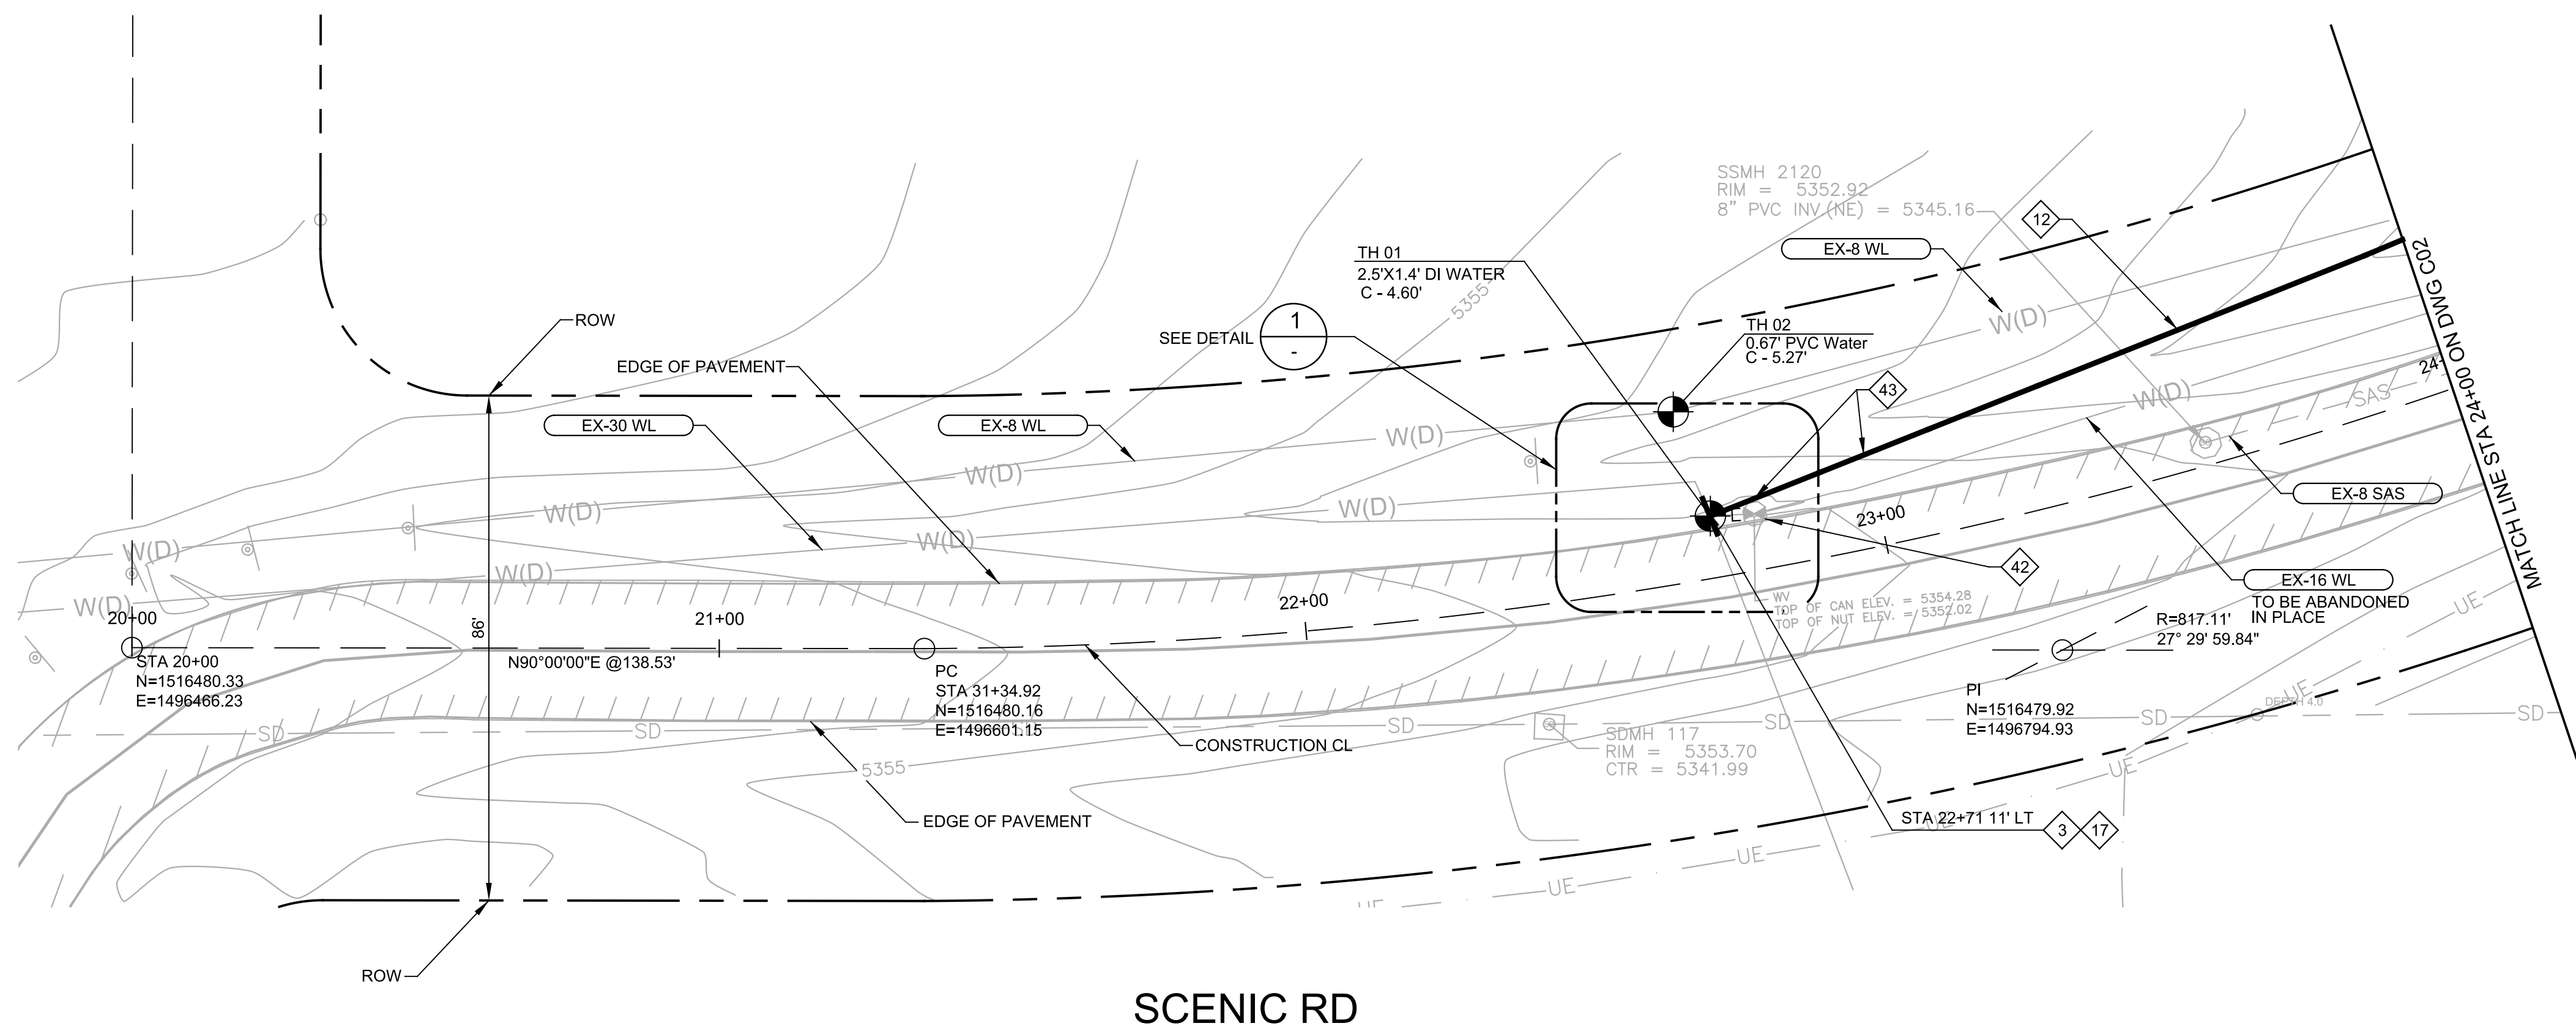 SSMH 2120
RIM = 5352.92
8" PVC INV.(NE) = 5345.16
12
EX-8 WL
TH 01
2.5'X1.4' DI WATER
C - 4.60'
5355
W(D)
TH 02
0.67' PVC Water
C - 5.27'
SEE DETAIL
1
-
ROW
EDGE OF PAVEMENT
43
24
MATCH LINE STA 24+00 ON DWG C02
EX-30 WL
EX-8 WL
W(D)
W(D)
W(D)
SAS
EX-8 SAS
W(D)
W(D)
W(D)
W(D)
W(D)
W(D)
23+00
42
EX-16 WL
TO BE ABANDONED
IN PLACE
WV
TOP OF CAN ELEV. = 5354.28
TOP OF NUT ELEV. = 5352.02
UE
20+00
21+00
22+00
86'
R=817.11'
27° 29' 59.84"
STA 20+00
N=1516480.33
E=1496466.23
N90°00'00"E @138.53'
PC
STA 31+34.92
N=1516480.16
E=1496601.15
PI
N=1516479.92
E=1496794.93
UE
DEPTH 4.0
SD
SD
SD
SD
SD
SD
SDMH 117
RIM = 5353.70
CTR = 5341.99
CONSTRUCTION CL
5355
UE
EDGE OF PAVEMENT
STA 22+71 11' LT
3
17
UE
UE
UE
UE
ROW
SCENIC RD